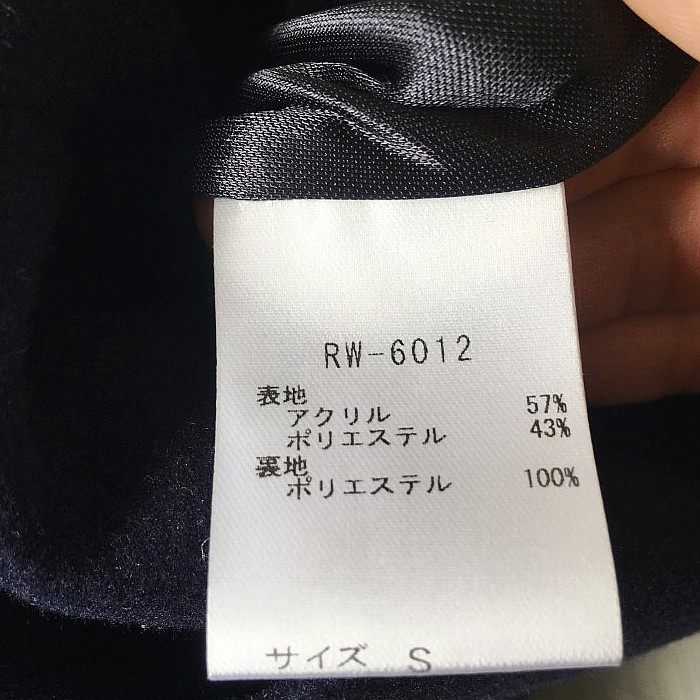 RW-6012
表地
アクリル 57%
ポリエステル 43%
裏地
ポリエステル 100%
サイズ S